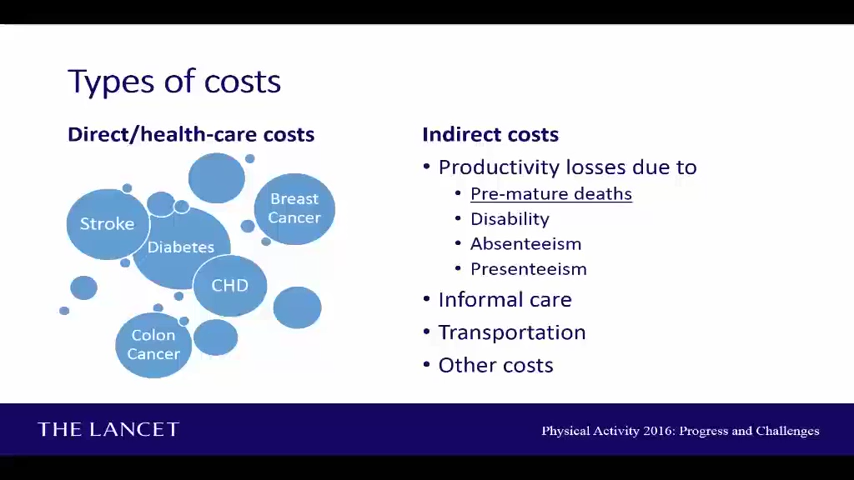 Types of costs
Direct/health-care costs
Stroke
Diabetes
Breast
Cancer
CHD
Colon
Cancer
Indirect costs
• Productivity losses due to
• Pre-mature deaths
• Disability
• Absenteeism
• Presenteeism
• Informal care
• Transportation
• Other costs
THE LANCET
Physical Activity 2016: Progress and Challenges